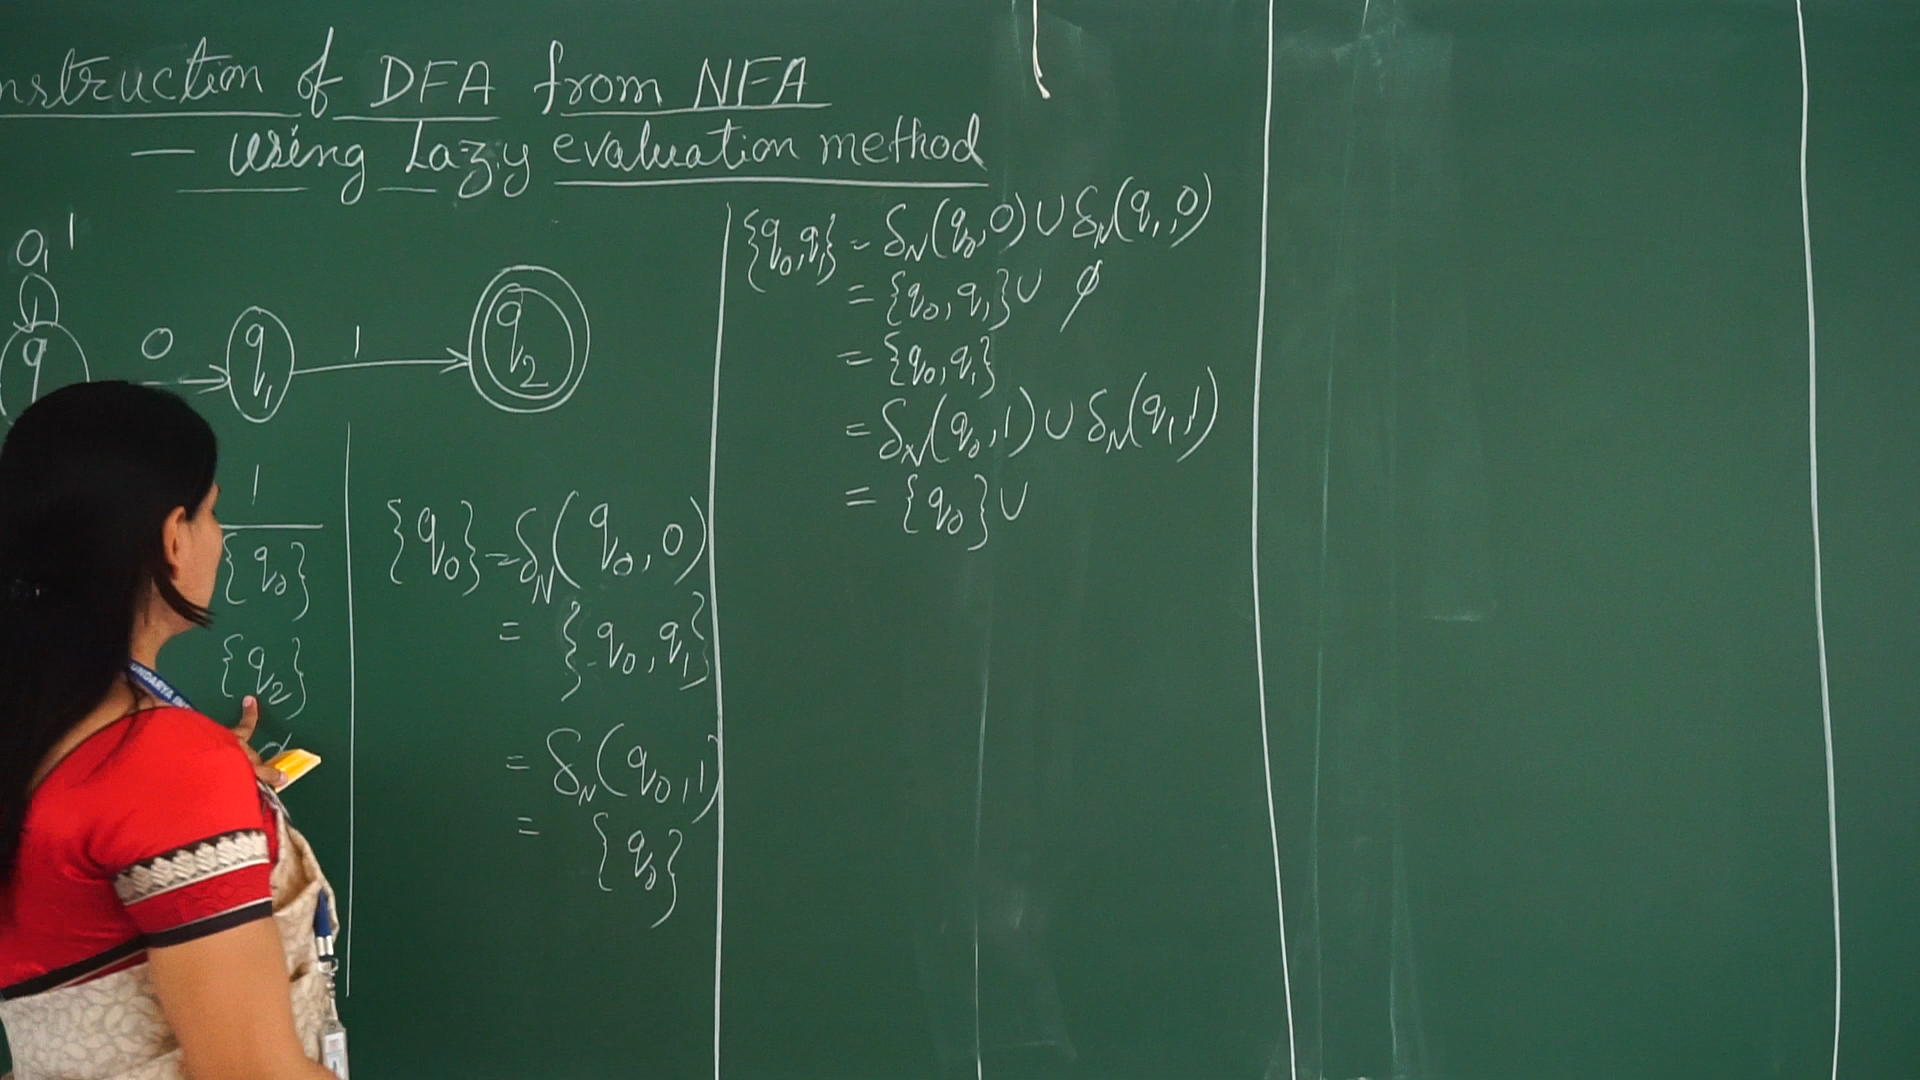 nstruction of DFA from NFA
— using Lazy evaluation method
0,1
q
0
q₁
1
q₂
1
{q₀}
{q₂}
ϕ
{q₀} = δN(q₀,0)
= {q₀,q₁}
= δN(q₀,1)
= {q₀}
{q₀,q₁} = δN(q₀,0) ∪ δN(q₁,0)
= {q₀,q₁} ∪ ϕ
= {q₀,q₁}
= δN(q₀,1) ∪ δN(q₁,1)
= {q₀} ∪